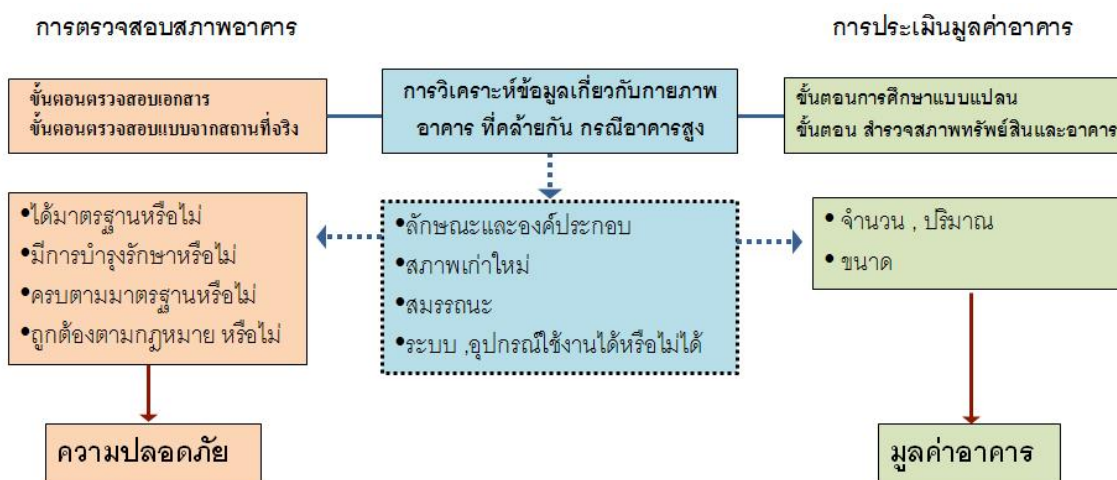 การตรวจสอบสภาพอาคาร
การประเมินมูลค่าอาคาร
ขั้นตอนตรวจสอบเอกสาร
ขั้นตอนตรวจสอบแบบจากสถานที่จริง
การวิเคราะห์ข้อมูลเกี่ยวกับกายภาพ
อาคาร ที่คล้ายกัน กรณีอาคารสูง
ขั้นตอนการศึกษาแบบแปลน
ขั้นตอน สำรวจสภาพทรัพย์สินและอาคาร
•ได้มาตรฐานหรือไม่
•มีการบำรุงรักษาหรือไม่
•ครบตามมาตรฐานหรือไม่
•ถูกต้องตามกฎหมาย หรือไม่
•ลักษณะและองค์ประกอบ
•สภาพเก่าใหม่
•สมรรถนะ
•ระบบ ,อุปกรณ์ใช้งานได้หรือไม่ได้
• จำนวน , ปริมาณ
• ขนาด
ความปลอดภัย
มูลค่าอาคาร